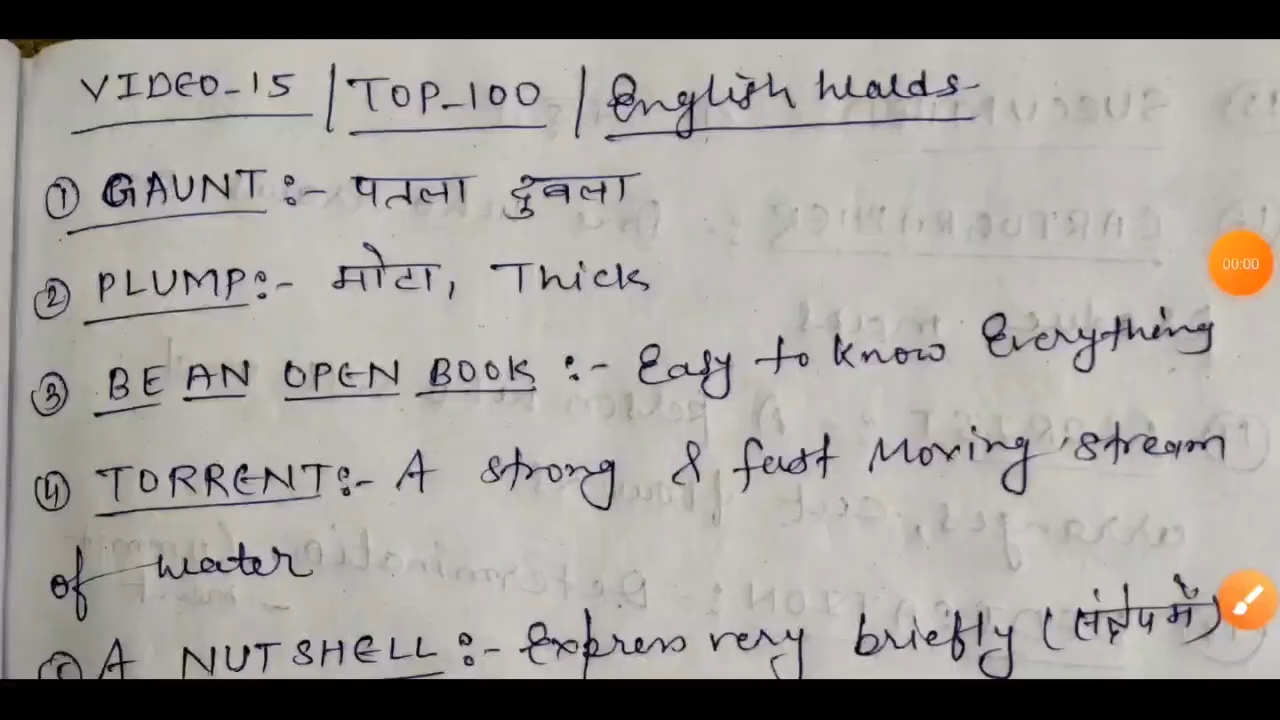 VIDEO-15 / TOP-100 / English Words
① GAUNT :- पतला दुबला
② PLUMP :- मोटा, Thick
③ BE AN OPEN BOOK :- Easy to know Everything
④ TORRENT :- A strong & fast Moving stream
of water
A NUTSHELL :- Express very briefly (संक्षेप में)
00:00